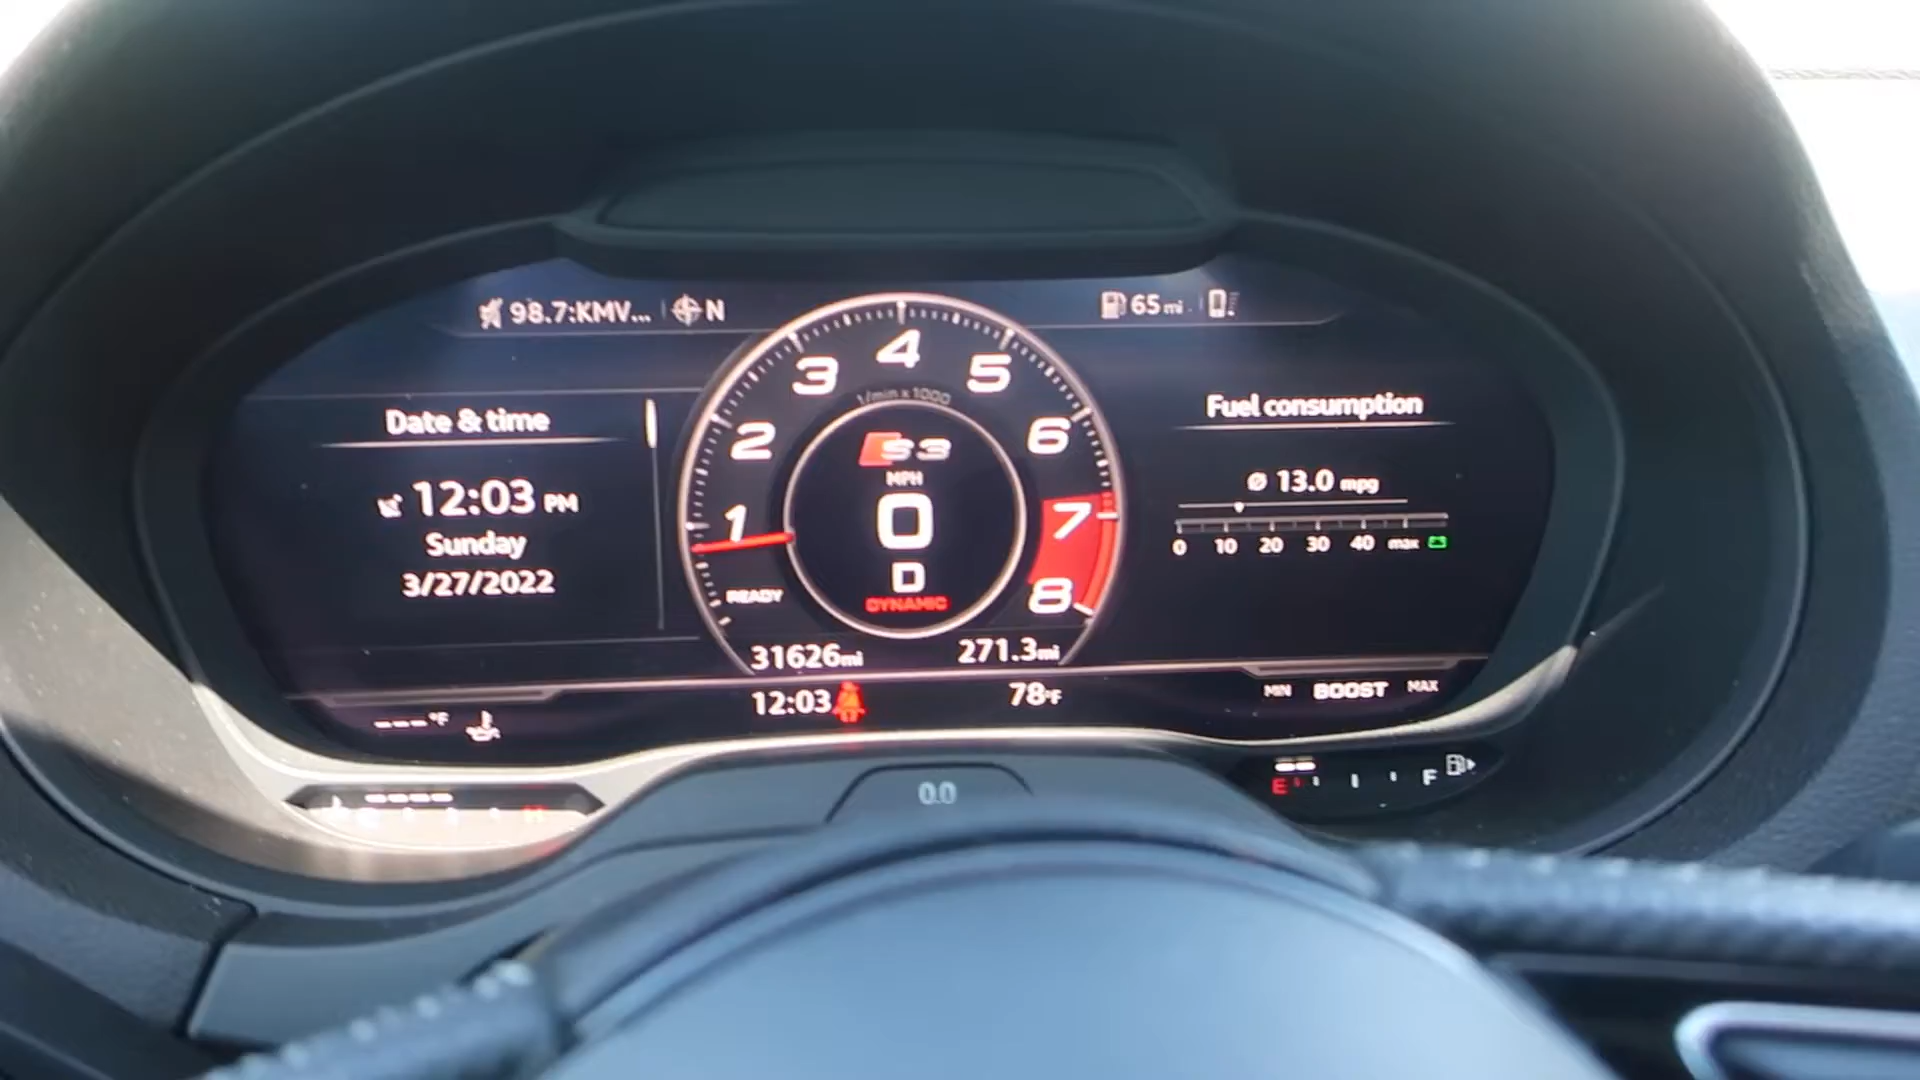 98.7:KMV... N
65 mi
Date & time
12:03 PM
Sunday
3/27/2022
1 2 3 4 5 6 7 8
1/min x 1000
S3
MPH
0
D
DYNAMIC
READY
31626mi
271.3mi
12:03
78°F
Fuel consumption
Ø 13.0 mpg
0 10 20 30 40 max
MIN BOOST MAX
---°F
0.0
E F